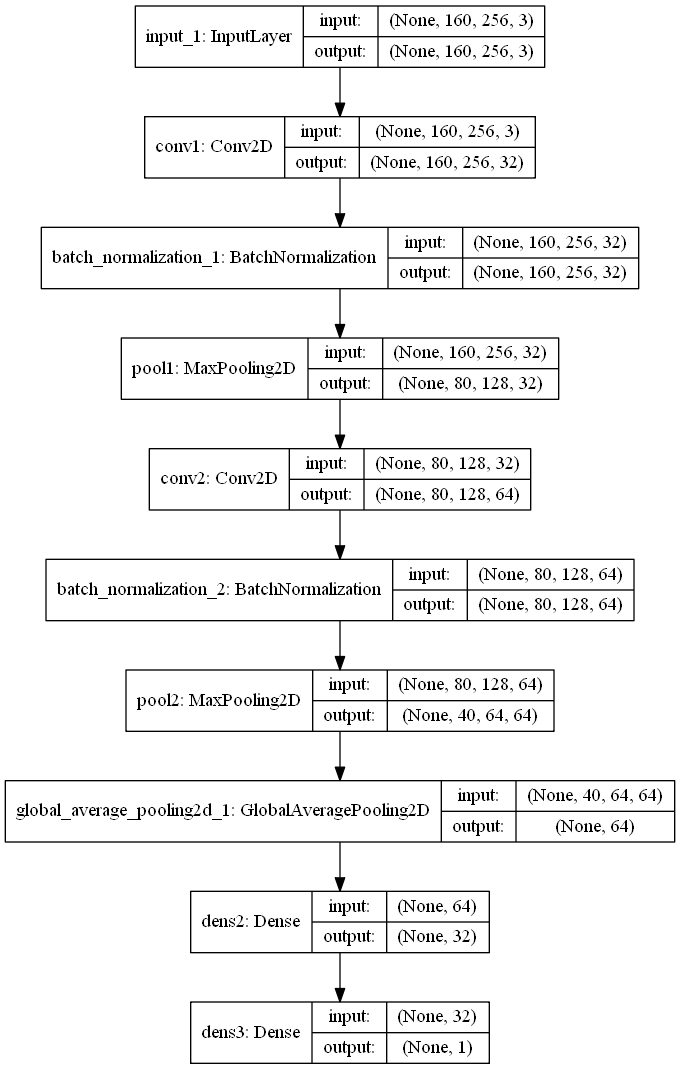 input_1: InputLayer
input: (None, 160, 256, 3)
output: (None, 160, 256, 3)
conv1: Conv2D
input: (None, 160, 256, 3)
output: (None, 160, 256, 32)
batch_normalization_1: BatchNormalization
input: (None, 160, 256, 32)
output: (None, 160, 256, 32)
pool1: MaxPooling2D
input: (None, 160, 256, 32)
output: (None, 80, 128, 32)
conv2: Conv2D
input: (None, 80, 128, 32)
output: (None, 80, 128, 64)
batch_normalization_2: BatchNormalization
input: (None, 80, 128, 64)
output: (None, 80, 128, 64)
pool2: MaxPooling2D
input: (None, 80, 128, 64)
output: (None, 40, 64, 64)
global_average_pooling2d_1: GlobalAveragePooling2D
input: (None, 40, 64, 64)
output: (None, 64)
dens2: Dense
input: (None, 64)
output: (None, 32)
dens3: Dense
input: (None, 32)
output: (None, 1)